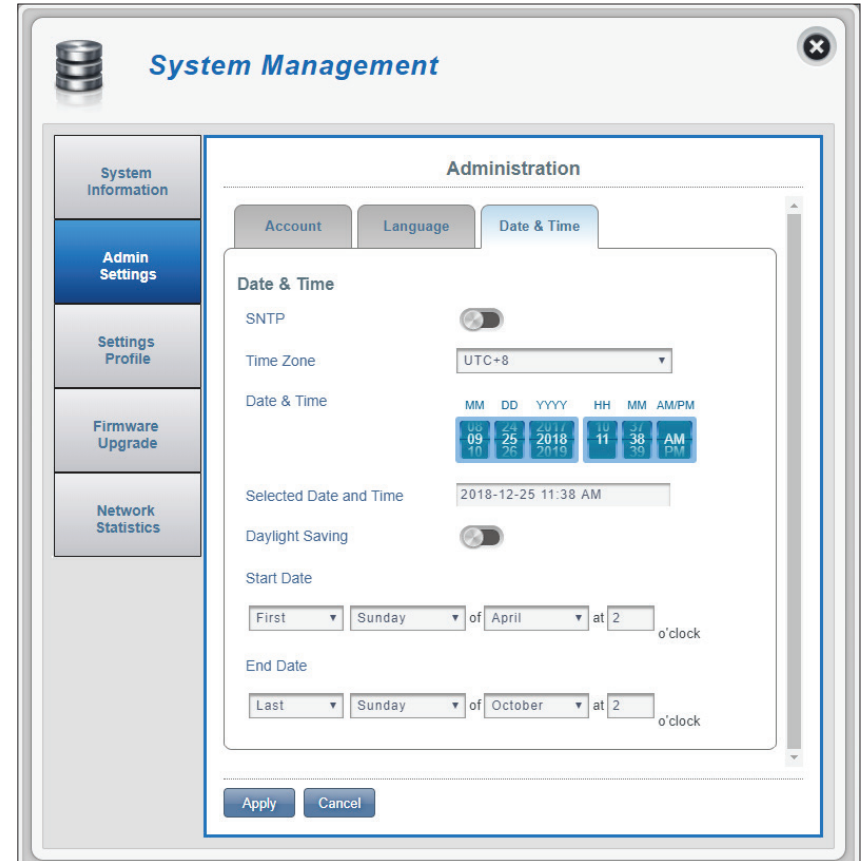 System Management
System
Information
Admin
Settings
Settings
Profile
Firmware
Upgrade
Network
Statistics
Administration
Account Language Date & Time
Date & Time
SNTP
Time Zone UTC+8
Date & Time
MM DD YYYY HH MM AM/PM
08 24 2017 10 37
09 25 2018 11 38 AM
10 26 2019 39 PM
Selected Date and Time 2018-12-25 11:38 AM
Daylight Saving
Start Date
First Sunday of April at 2 o'clock
End Date
Last Sunday of October at 2 o'clock
Apply Cancel